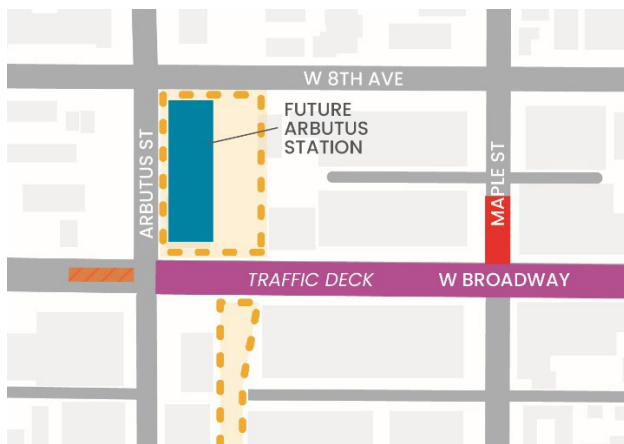 W 8TH AVE
FUTURE
ARBUTUS
STATION
ARBUTUS ST
MAPLE ST
TRAFFIC DECK
W BROADWAY